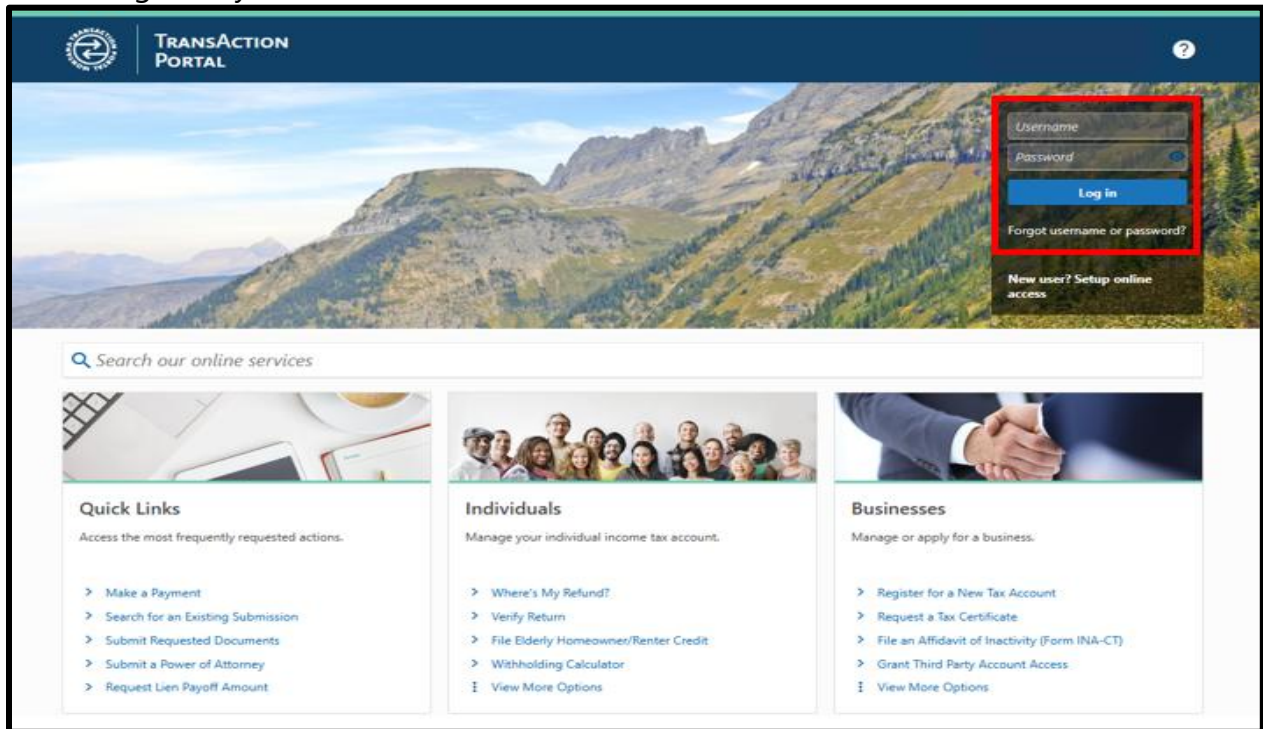 TRANSACTION
PORTAL
?
Username
Password
Log in
Forgot username or password?
New user? Setup online
access
Search our online services
Quick Links
Access the most frequently requested actions.
> Make a Payment
> Search for an Existing Submission
> Submit Requested Documents
> Submit a Power of Attorney
> Request Lien Payoff Amount
Individuals
Manage your individual income tax account.
> Where's My Refund?
> Verify Return
> File Elderly Homeowner/Renter Credit
> Withholding Calculator
View More Options
Businesses
Manage or apply for a business.
> Register for a New Tax Account
> Request a Tax Certificate
> File an Affidavit of Inactivity (Form INA-CT)
> Grant Third Party Account Access
View More Options